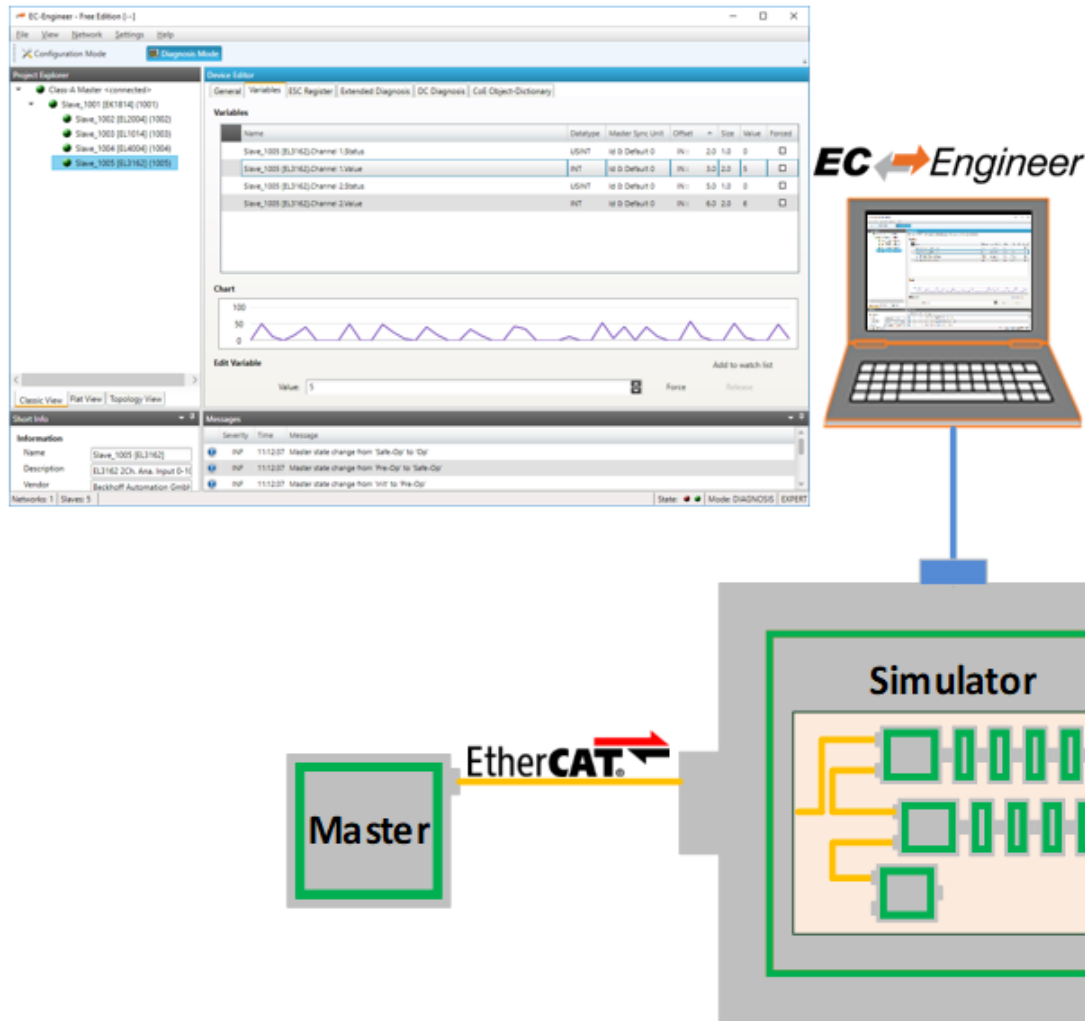 EC-Engineer - Free Edition [--]
File View Network Settings Help
Configuration Mode Diagnosis Mode
Project Explorer
Class-A Master <connected>
Slave_1001 [EK1814] (1001)
Slave_1002 [EL2004] (1002)
Slave_1003 [EL1014] (1003)
Slave_1004 [EL4004] (1004)
Slave_1005 [EL3162] (1005)
Classic View Flat View Topology View
Device Editor
General Variables ESC Register Extended Diagnosis DC Diagnosis CoE Object-Dictionary
Variables
Name Datatype Master Sync Unit Offset Size Value Forced
Slave_1005 [EL3162].Channel 1.Status USINT Id 0: Default 0 IN : 2.0 1.0 0
Slave_1005 [EL3162].Channel 1.Value INT Id 0: Default 0 IN : 3.0 2.0 5
Slave_1005 [EL3162].Channel 2.Status USINT Id 0: Default 0 IN : 5.0 1.0 0
Slave_1005 [EL3162].Channel 2.Value INT Id 0: Default 0 IN : 6.0 2.0 6
Chart
100
50
0
Edit Variable Add to watch list
Value: 5 Force Release
Short Info
Information
Name Slave_1005 [EL3162]
Description EL3162 2Ch. Ana. Input 0-10
Vendor Beckhoff Automation GmbH
Messages
Severity Time Message
INF 11:12:07 Master state change from 'Safe-Op' to 'Op'
INF 11:12:07 Master state change from 'Pre-Op' to 'Safe-Op'
INF 11:12:07 Master state change from 'Init' to 'Pre-Op'
Networks: 1 Slaves: 5 State: Mode: DIAGNOSIS EXPERT
EC Engineer
Simulator
EtherCAT®
Master